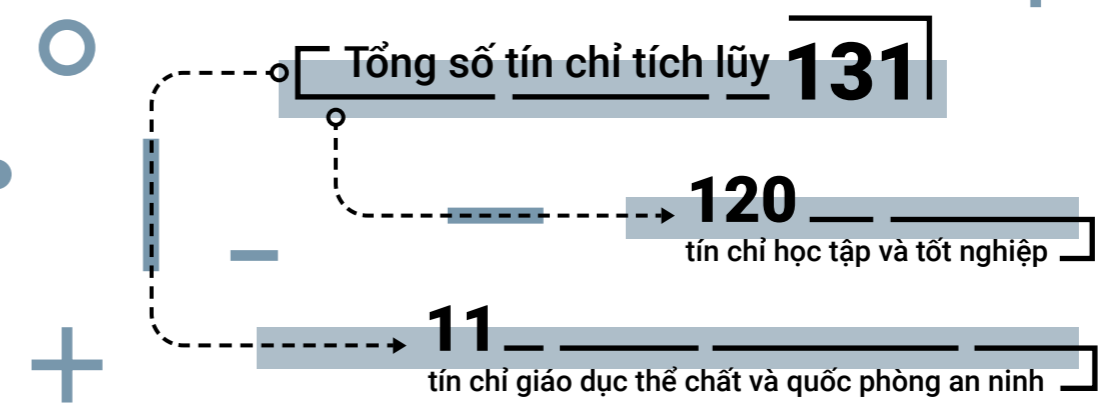 Tổng số tín chỉ tích lũy 131
120
tín chỉ học tập và tốt nghiệp
11
tín chỉ giáo dục thể chất và quốc phòng an ninh